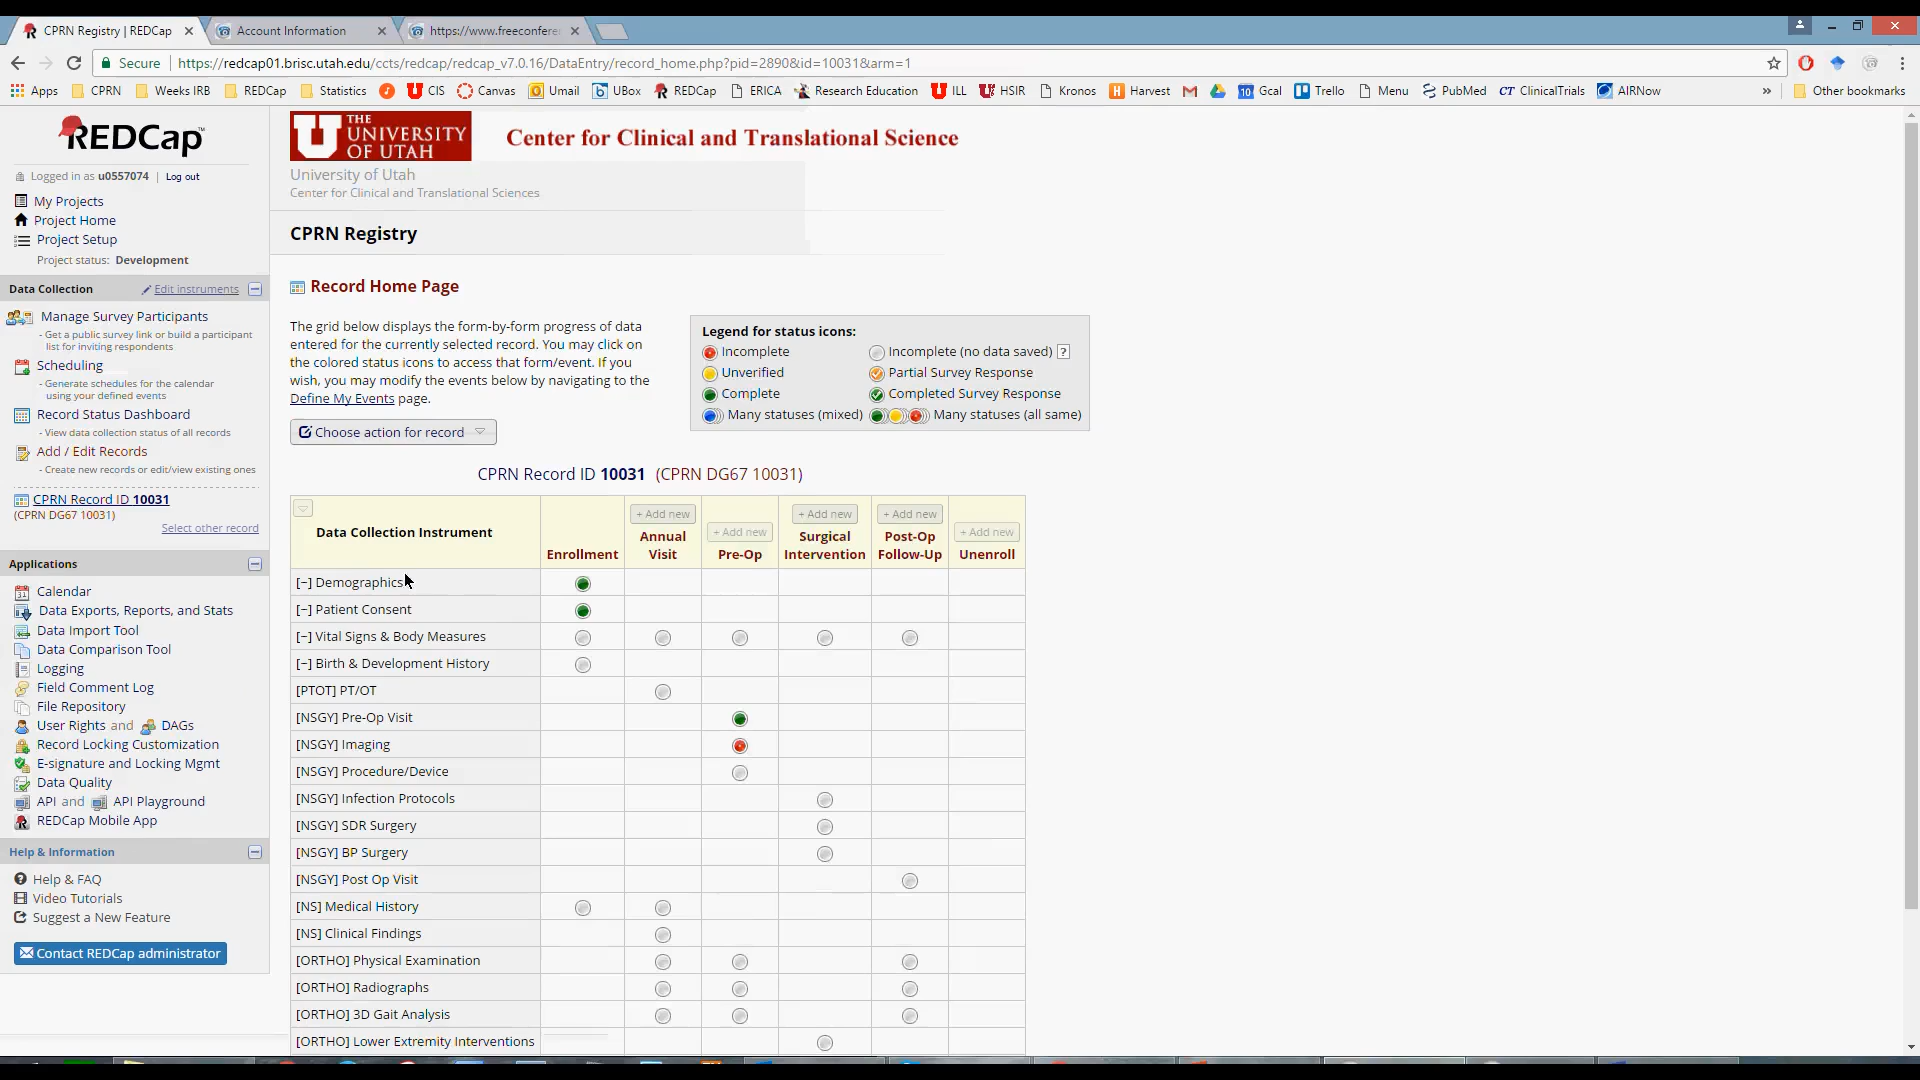 CPRN Registry | REDCap
Account Information
https://www.freeconfere
Secure
https://redcap01.brisc.utah.edu/ccts/redcap/redcap_v7.0.16/DataEntry/record_home.php?pid=2890&id=10031&arm=1
Apps CPRN Weeks IRB REDCap Statistics CIS Canvas Umail UBox REDCap ERICA Research Education ILL HSIR Kronos Harvest Gcal Trello Menu PubMed CT ClinicalTrials AIRNow » Other bookmarks
REDCap
Logged in as u0557074 | Log out
My Projects
Project Home
Project Setup
Project status: Development
Data Collection Edit instruments
Manage Survey Participants
- Get a public survey link or build a participant
list for inviting respondents
Scheduling
- Generate schedules for the calendar
using your defined events
Record Status Dashboard
- View data collection status of all records
Add / Edit Records
- Create new records or edit/view existing ones
CPRN Record ID 10031
(CPRN DG67 10031)
Select other record
Applications
Calendar
Data Exports, Reports, and Stats
Data Import Tool
Data Comparison Tool
Logging
Field Comment Log
File Repository
User Rights and DAGs
Record Locking Customization
E-signature and Locking Mgmt
Data Quality
API and API Playground
REDCap Mobile App
Help & Information
Help & FAQ
Video Tutorials
Suggest a New Feature
Contact REDCap administrator
THE
UNIVERSITY
OF UTAH
Center for Clinical and Translational Science
University of Utah
Center for Clinical and Translational Sciences
CPRN Registry
Record Home Page
The grid below displays the form-by-form progress of data
entered for the currently selected record. You may click on
the colored status icons to access that form/event. If you
wish, you may modify the events below by navigating to the
Define My Events page.
Choose action for record
Legend for status icons:
Incomplete Incomplete (no data saved) ?
Unverified Partial Survey Response
Complete Completed Survey Response
Many statuses (mixed) Many statuses (all same)
CPRN Record ID 10031 (CPRN DG67 10031)
Data Collection Instrument
Enrollment
+ Add new
Annual
Visit
+ Add new
Pre-Op
+ Add new
Surgical
Intervention
+ Add new
Post-Op
Follow-Up
+ Add new
Unenroll
[−] Demographics
[−] Patient Consent
[−] Vital Signs & Body Measures
[−] Birth & Development History
[PTOT] PT/OT
[NSGY] Pre-Op Visit
[NSGY] Imaging
[NSGY] Procedure/Device
[NSGY] Infection Protocols
[NSGY] SDR Surgery
[NSGY] BP Surgery
[NSGY] Post Op Visit
[NS] Medical History
[NS] Clinical Findings
[ORTHO] Physical Examination
[ORTHO] Radiographs
[ORTHO] 3D Gait Analysis
[ORTHO] Lower Extremity Interventions